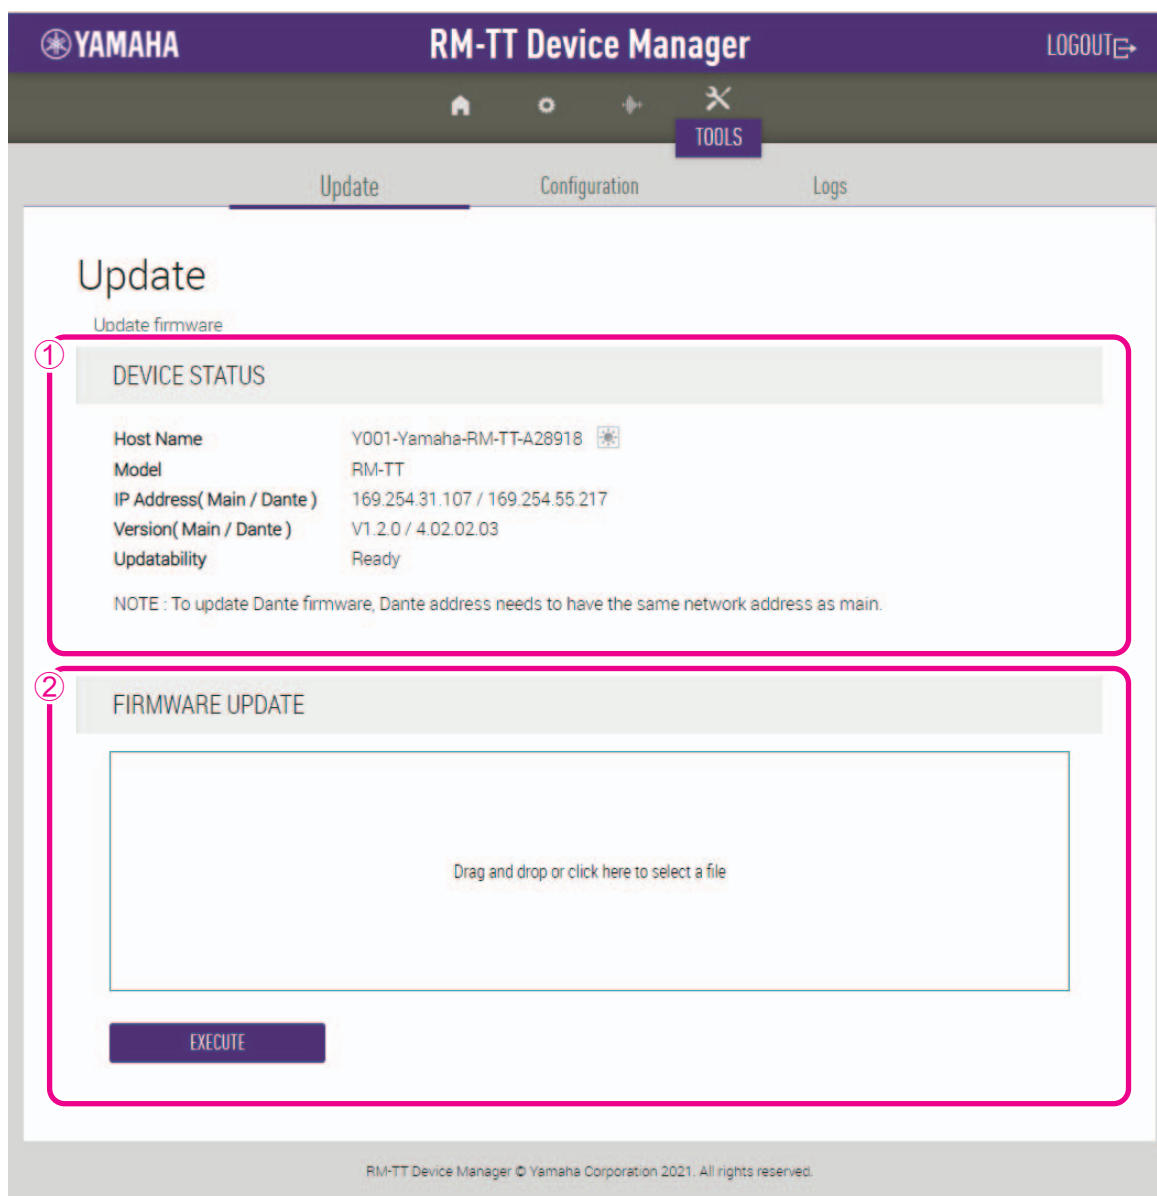 YAMAHA RM-TT Device Manager LOGOUT
TOOLS
Update Configuration Logs
Update
Update firmware
①
DEVICE STATUS
Host Name Y001-Yamaha-RM-TT-A28918
Model RM-TT
IP Address( Main / Dante ) 169.254.31.107 / 169.254.55.217
Version( Main / Dante ) V1.2.0 / 4.02.02.03
Updatability Ready
NOTE : To update Dante firmware, Dante address needs to have the same network address as main.
②
FIRMWARE UPDATE
Drag and drop or click here to select a file
EXECUTE
RM-TT Device Manager © Yamaha Corporation 2021. All rights reserved.